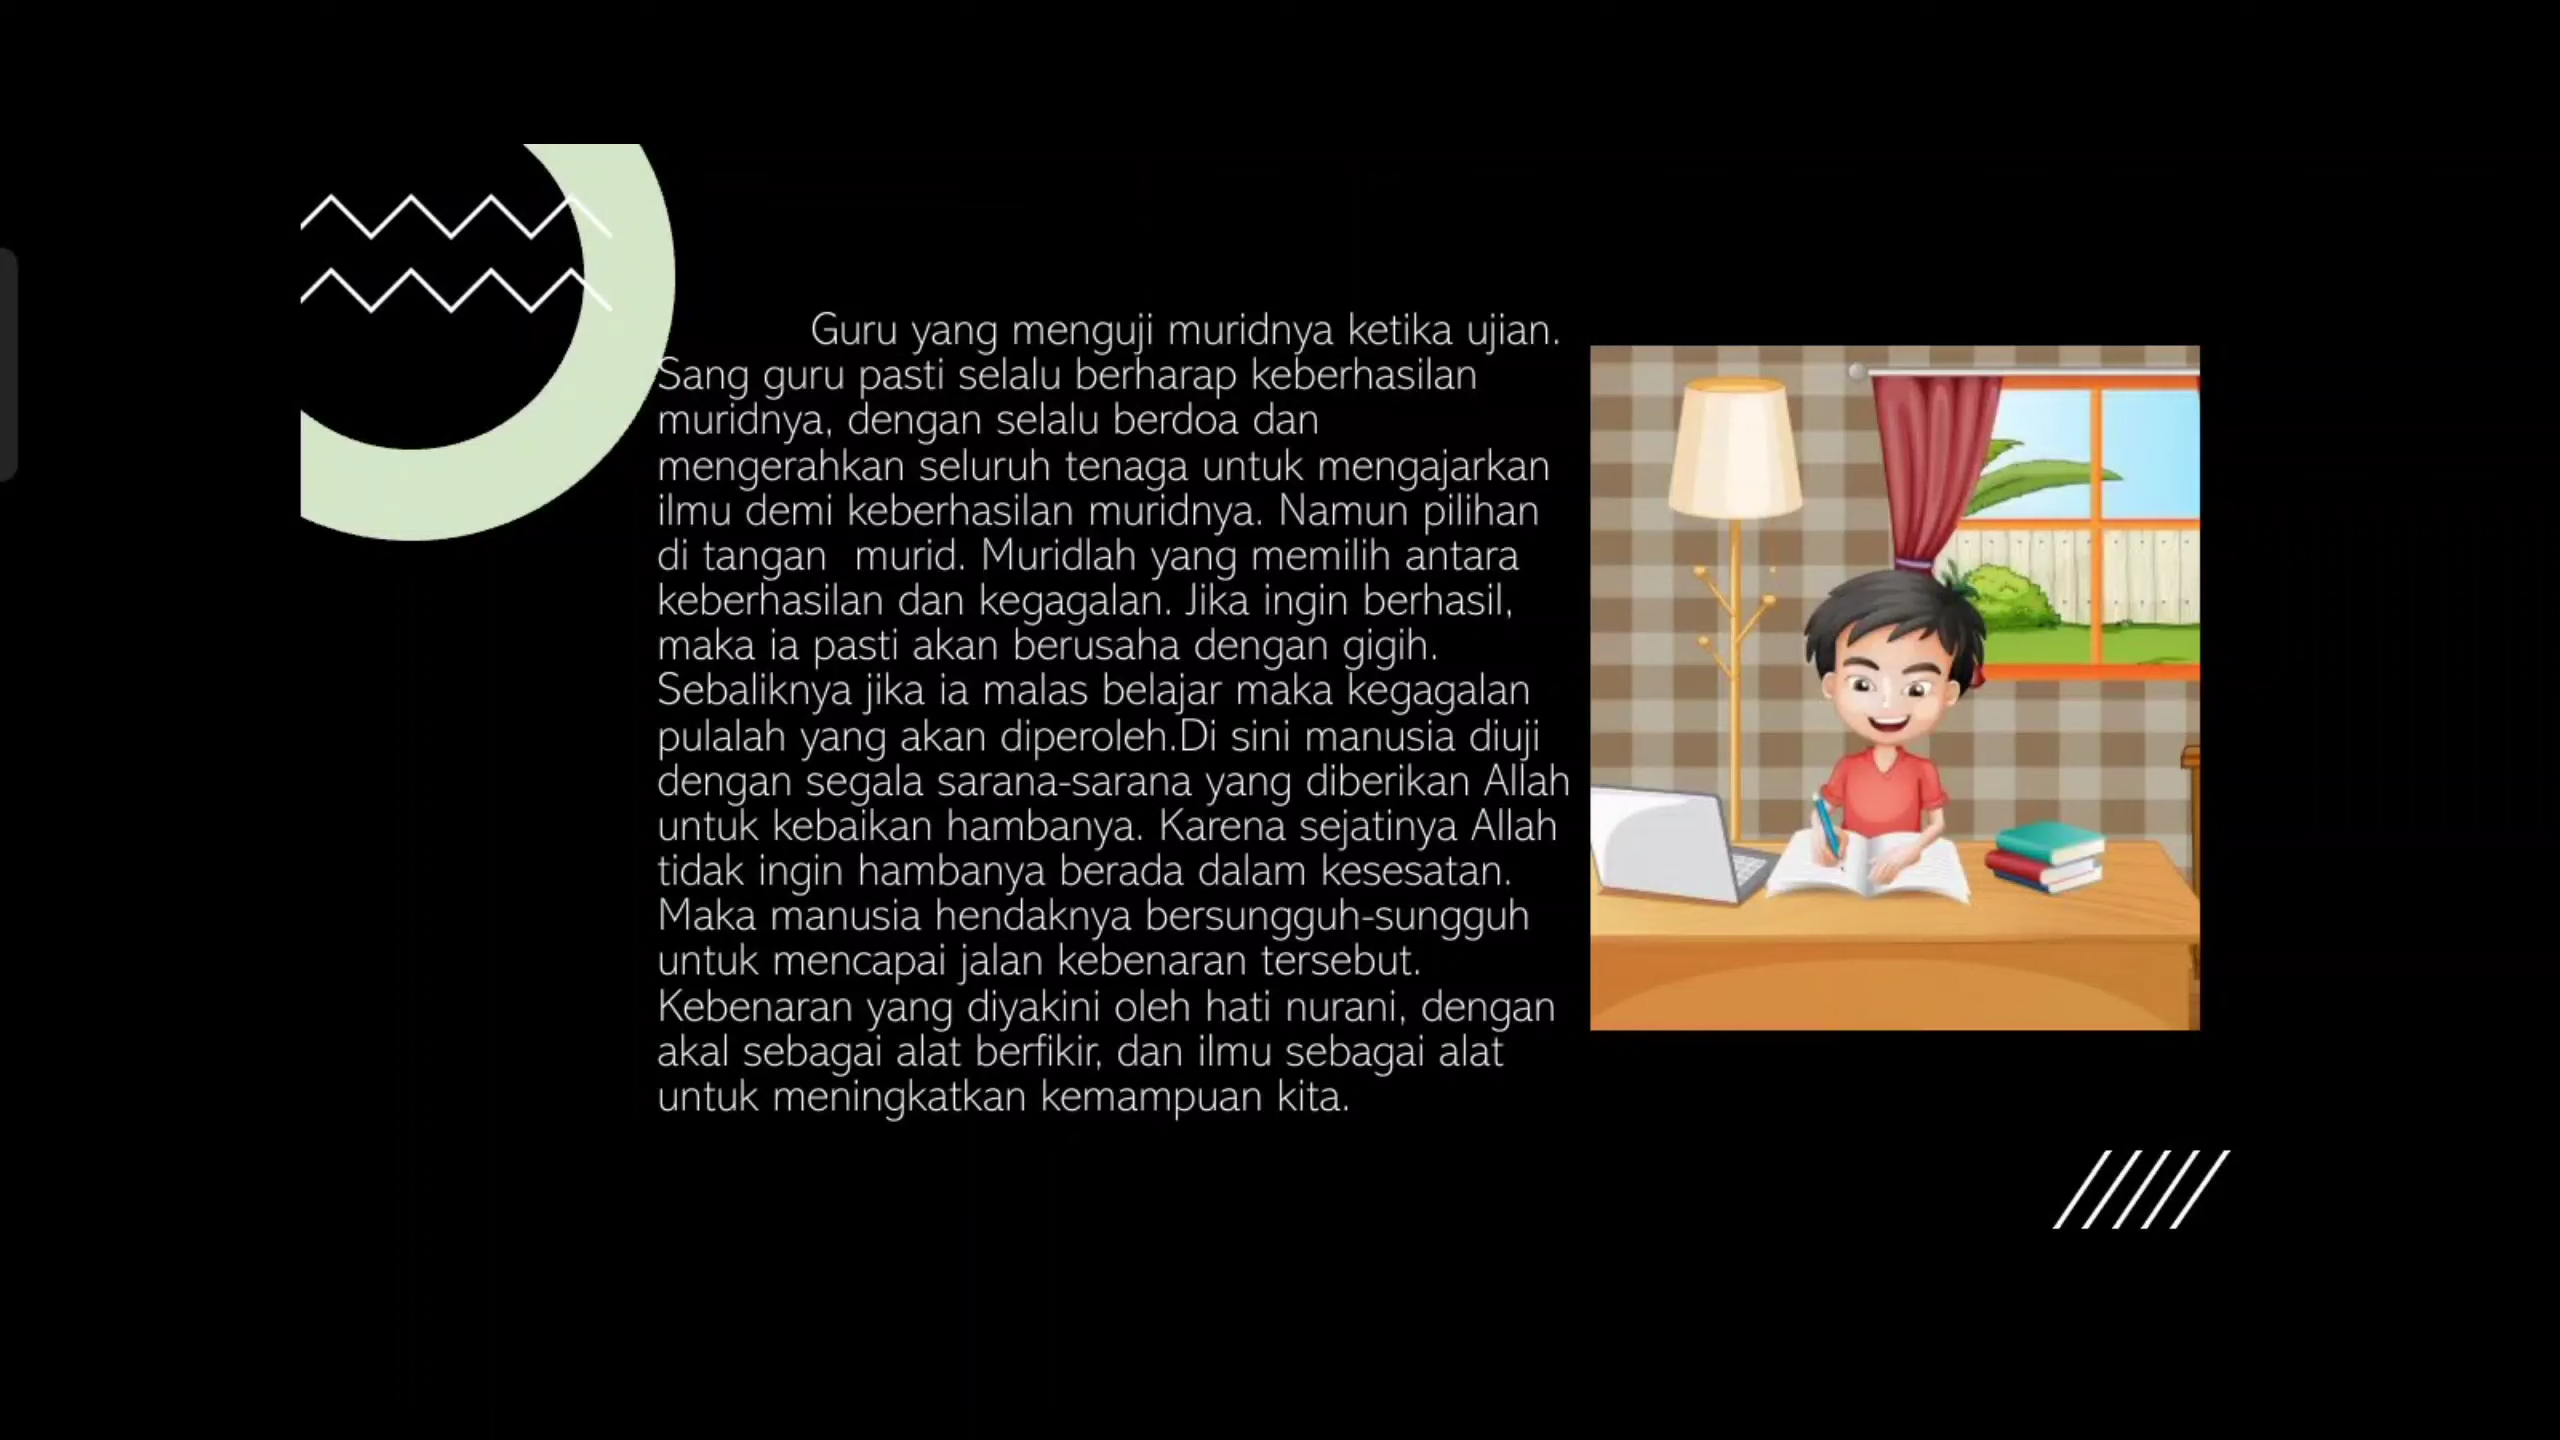 Guru yang menguji muridnya ketika ujian.
Sang guru pasti selalu berharap keberhasilan
muridnya, dengan selalu berdoa dan
mengerahkan seluruh tenaga untuk mengajarkan
ilmu demi keberhasilan muridnya. Namun pilihan
di tangan  murid. Muridlah yang memilih antara
keberhasilan dan kegagalan. Jika ingin berhasil,
maka ia pasti akan berusaha dengan gigih.
Sebaliknya jika ia malas belajar maka kegagalan
pulalah yang akan diperoleh.Di sini manusia diuji
dengan segala sarana-sarana yang diberikan Allah
untuk kebaikan hambanya. Karena sejatinya Allah
tidak ingin hambanya berada dalam kesesatan.
Maka manusia hendaknya bersungguh-sungguh
untuk mencapai jalan kebenaran tersebut.
Kebenaran yang diyakini oleh hati nurani, dengan
akal sebagai alat berfikir, dan ilmu sebagai alat
untuk meningkatkan kemampuan kita.